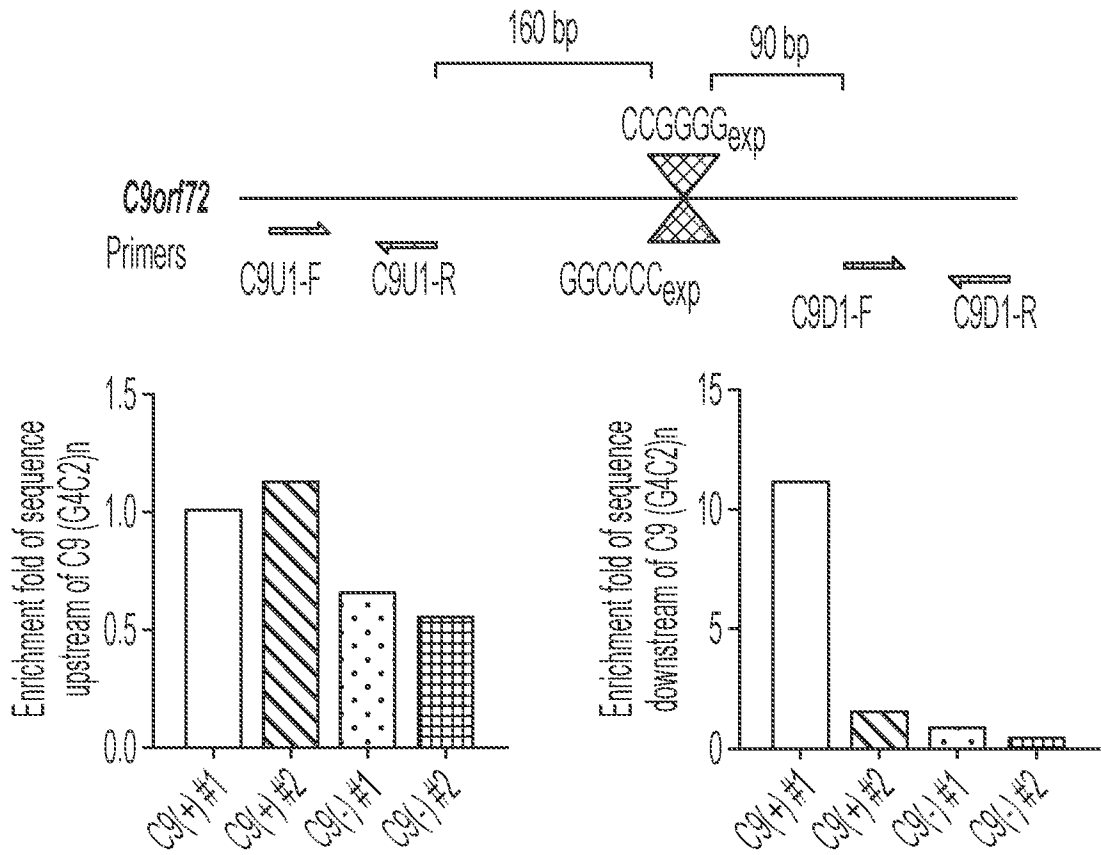 160 bp
90 bp
CCGGGGexp
C9orf72
Primers
C9U1-F
C9U1-R
GGCCCCexp
C9D1-F
C9D1-R
Enrichment fold of sequence
upstream of C9 (G4C2)n
1.5
1.0
0.5
0.0
C9(+) #1
C9(+) #2
C9(-) #1
C9(-) #2
Enrichment fold of sequence
downstream of C9 (G4C2)n
15
10
5
0
C9(+) #1
C9(+) #2
C9(-) #1
C9(-) #2